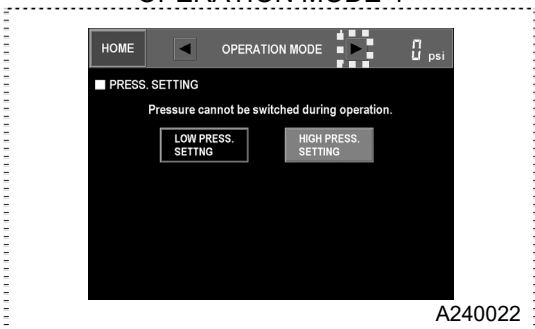 HOME
OPERATION MODE
0 psi
PRESS. SETTING
Pressure cannot be switched during operation.
LOW PRESS.
SETTNG
HIGH PRESS.
SETTING
A240022